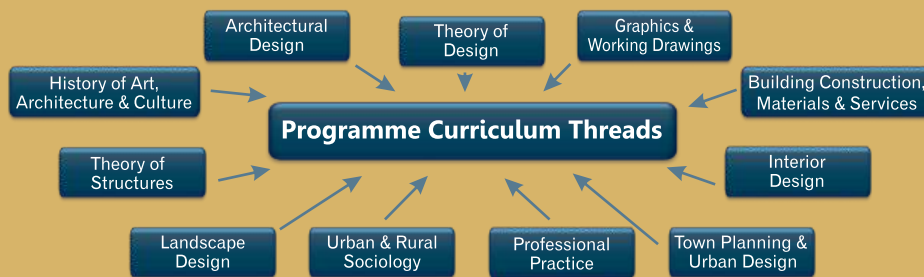 Architectural
Design
Theory of
Design
Graphics &
Working Drawings
History of Art,
Architecture & Culture
Building Construction,
Materials & Services
Programme Curriculum Threads
Theory of
Structures
Interior
Design
Landscape
Design
Urban & Rural
Sociology
Professional
Practice
Town Planning &
Urban Design